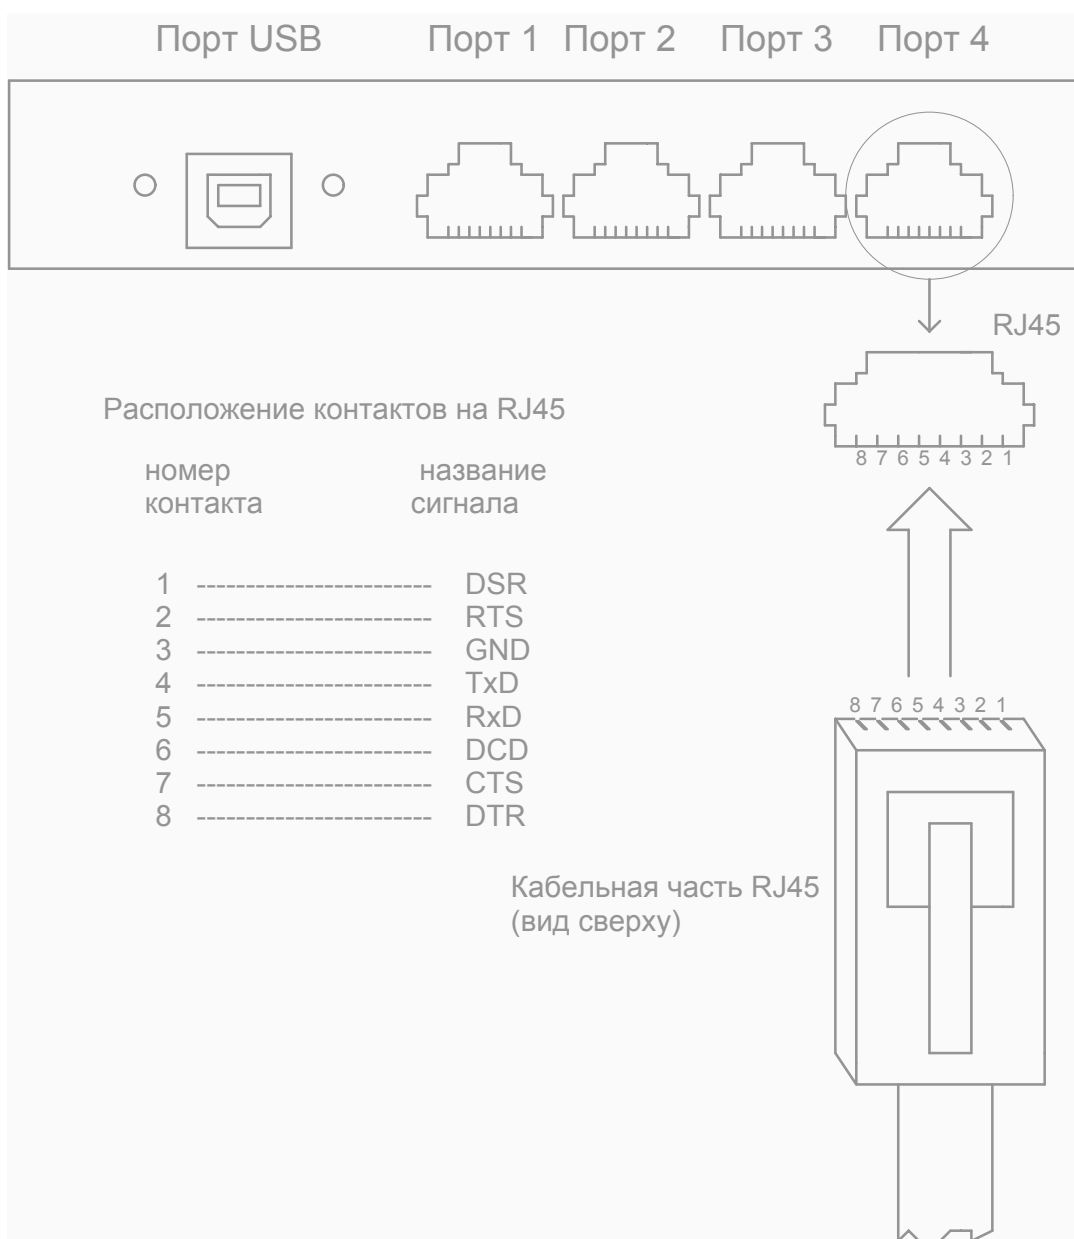 Порт USB Порт 1 Порт 2 Порт 3 Порт 4
RJ45
Расположение контактов на RJ45
8 7 6 5 4 3 2 1
номер название
контакта сигнала
1 ------------------------ DSR
2 ------------------------ RTS
3 ------------------------ GND
4 ------------------------ TxD
5 ------------------------ RxD
6 ------------------------ DCD
7 ------------------------ CTS
8 ------------------------ DTR
8 7 6 5 4 3 2 1
Кабельная часть RJ45
(вид сверху)